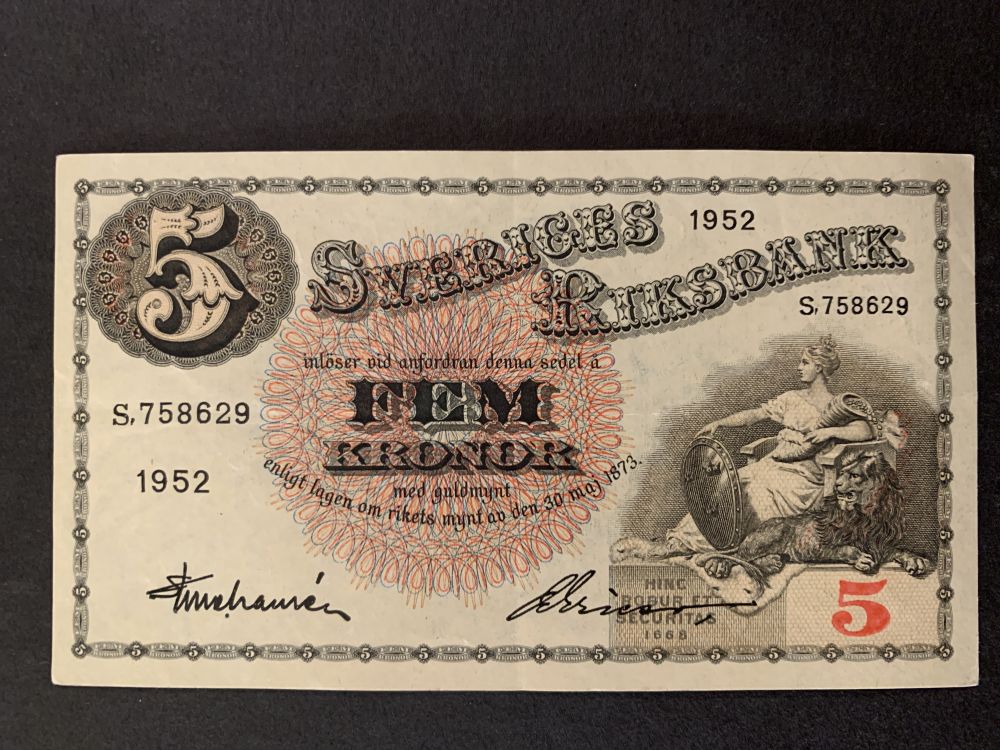 5
SVERIGES
1952
RIKSBANK
S,758629
inlöser vid anfordran denna sedel å
FEM
KRONOR
med guldmynt
enligt lagen om rikets mynt av den 30 maj 1873.
S,758629
1952
HINC
ROBUR ET
SECURITAS
1668
5